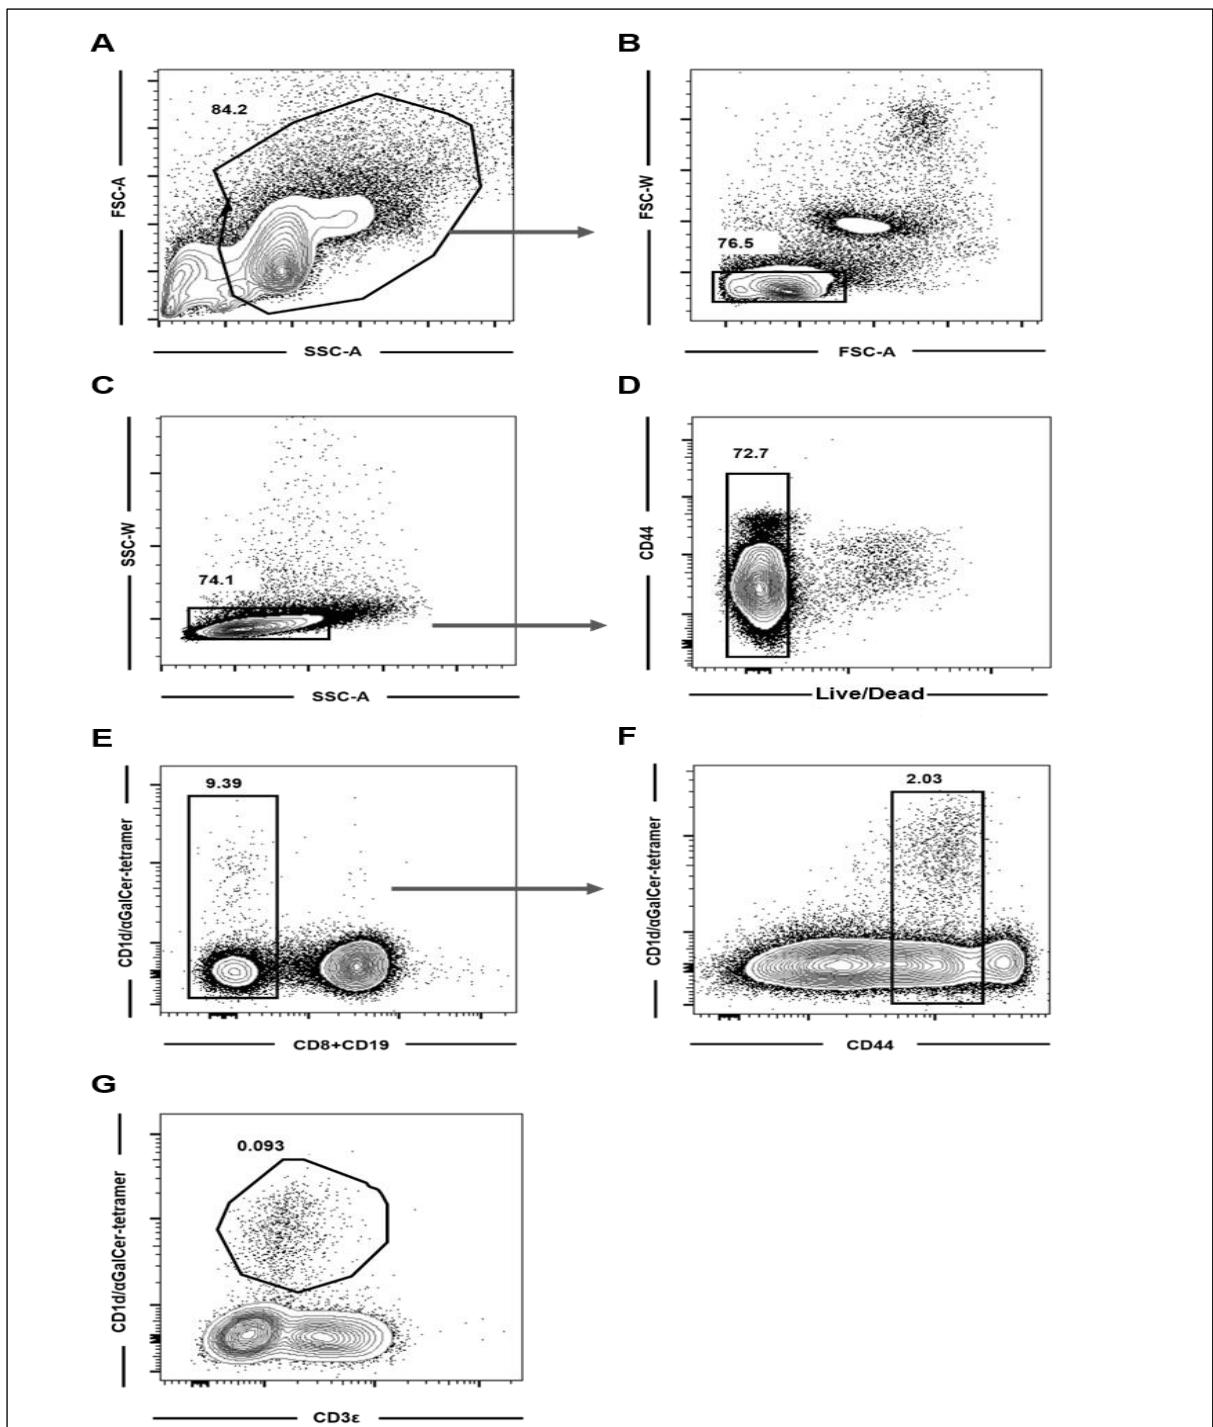 A
84.2
FSC-A
SSC-A
B
76.5
FSC-W
FSC-A
C
74.1
SSC-W
SSC-A
D
72.7
CD44
Live/Dead
E
9.39
CD1d/αGalCer-tetramer
CD8+CD19
F
2.03
CD1d/αGalCer-tetramer
CD44
G
0.093
CD1d/αGalCer-tetramer
CD3ε